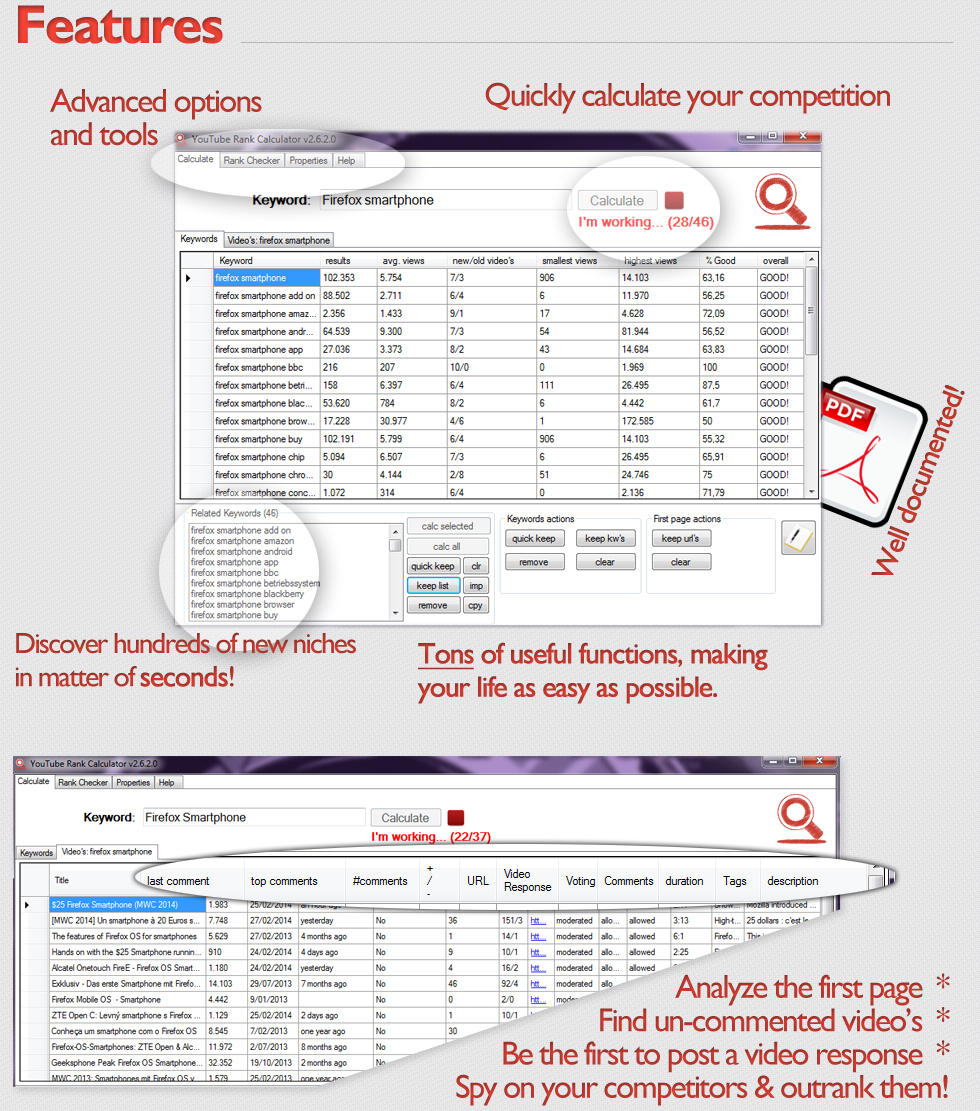 Features
Advanced options
and tools
Quickly calculate your competition
YouTube Rank Calculator v2.6.2.0
Calculate Rank Checker Properties Help
Keyword: Firefox smartphone Calculate
I'm working... (28/46)
Keywords Video's: firefox smartphone
Keyword results avg. views new/old video's smallest views highest views % Good overall
firefox smartphone 102.353 5.754 7/3 906 14.103 63,16 GOOD!
firefox smartphone add on 88.502 2.711 6/4 6 11.970 56,25 GOOD!
firefox smartphone amaz... 2.356 1.433 9/1 17 4.628 72,09 GOOD!
firefox smartphone andr... 64.539 9.300 7/3 54 81.944 56,52 GOOD!
firefox smartphone app 27.036 3.373 8/2 43 14.684 63,83 GOOD!
firefox smartphone bbc 216 207 10/0 0 1.969 100 GOOD!
firefox smartphone betri... 158 6.397 6/4 111 26.495 87,5 GOOD!
firefox smartphone blac... 53.620 784 8/2 6 4.442 61,7 GOOD!
firefox smartphone brow... 17.228 30.977 4/6 1 172.585 50 GOOD!
firefox smartphone buy 102.191 5.799 6/4 906 14.103 55,32 GOOD!
firefox smartphone chip 5.094 6.507 7/3 6 26.495 65,91 GOOD!
firefox smartphone chro... 30 4.144 2/8 51 24.746 75 GOOD!
firefox smartphone conc... 1.072 314 6/4 0 2.136 71,79 GOOD!
PDF
Well documented!
Related Keywords (46)
firefox smartphone add on
firefox smartphone amazon
firefox smartphone android
firefox smartphone app
firefox smartphone bbc
firefox smartphone betriebssystem
firefox smartphone blackberry
firefox smartphone browser
firefox smartphone buy
calc selected
calc all
quick keep clr
keep list imp
remove cpy
Keywords actions
quick keep keep kw's
remove clear
First page actions
keep url's
clear
Discover hundreds of new niches
in matter of seconds!
Tons of useful functions, making
your life as easy as possible.
YouTube Rank Calculator v2.6.2.0
Calculate Rank Checker Properties Help
Keyword: Firefox Smartphone Calculate
I'm working... (22/37)
Keywords Video's: firefox smartphone
Title last comment top comments #comments + / - URL Video Response Voting Comments duration Tags description
$25 Firefox Smartphone (MWC 2014) 1.983 25/02/2014
[MWC 2014] Un smartphone à 20 Euros s... 7.748 27/02/2014 yesterday No 36 151/3 htt... moderated allo... allowed 3:13 High-t... 25 dollars : c'est le
The features of Firefox OS for smartphones 5.629 27/02/2013 4 months ago No 1 14/1 htt... moderated allo... allowed 6:1 Firefo...
Hands on with the $25 Smartphone runnin... 910 24/02/2014 4 days ago No 9 10/1 htt... moderated allo... allowed 2:25
Alcatel Onetouch FireE - Firefox OS Smart... 1.180 24/02/2014 yesterday No 4 16/2 htt... moderated allo... allowed
Exklusiv - Das erste Smartphone mit Firefo... 14.103 29/07/2013 7 months ago No 46 92/4 htt... moderated
Firefox Mobile OS - Smartphone 4.442 9/01/2013 No 0 2/0 htt...
ZTE Open C: Levný smartphone s Firefox ... 1.129 25/02/2014 2 days ago No 1 10/1
Conheça um smartphone com o Firefox OS 8.545 7/02/2013 one year ago No 30
Firefox-OS-Smartphones: ZTE Open & Alc... 11.972 2/07/2013 8 months ago No
Geeksphone Peak Firefox OS Smartphone... 32.352 19/10/2013 2 months ago No
MWC 2013: Smartphones mit Firefox OS v... 1.579 25/02/2013 one year ago
Analyze the first page *
Find un-commented video's *
Be the first to post a video response *
Spy on your competitors & outrank them!